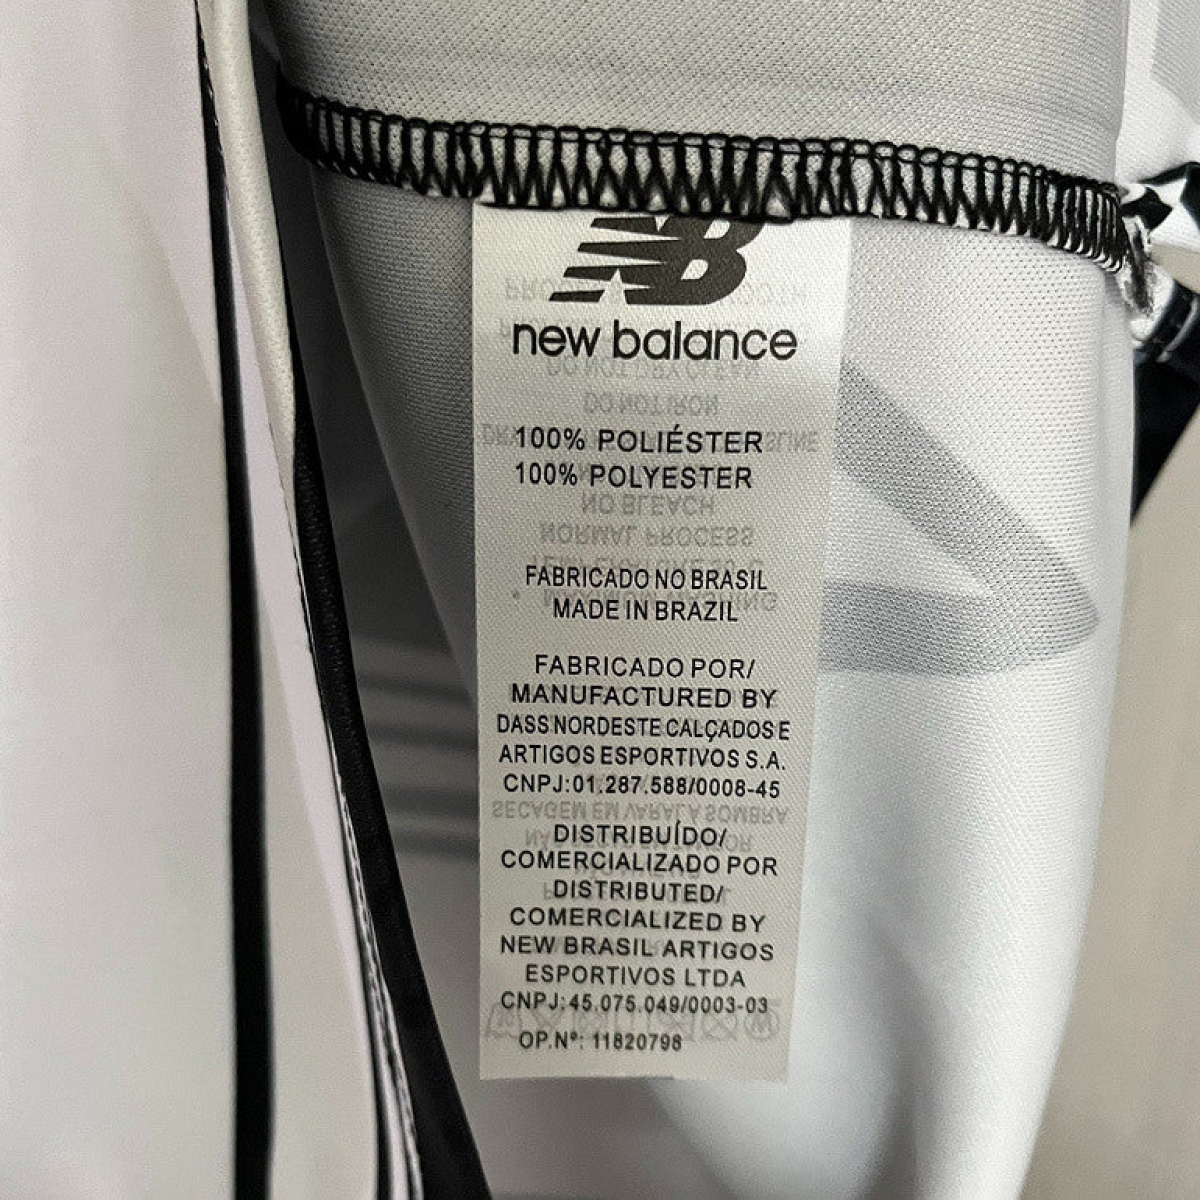 NB
new balance
100% POLIÉSTER
100% POLYESTER
FABRICADO NO BRASIL
MADE IN BRAZIL
FABRICADO POR/
MANUFACTURED BY
DASS NORDESTE CALÇADOS E
ARTIGOS ESPORTIVOS S.A.
CNPJ:01.287.588/0008-45
DISTRIBUÍDO/
COMERCIALIZADO POR
DISTRIBUTED/
COMERCIALIZED BY
NEW BRASIL ARTIGOS
ESPORTIVOS LTDA
CNPJ:45.075.049/0003-03
OP.Nº: 11820798